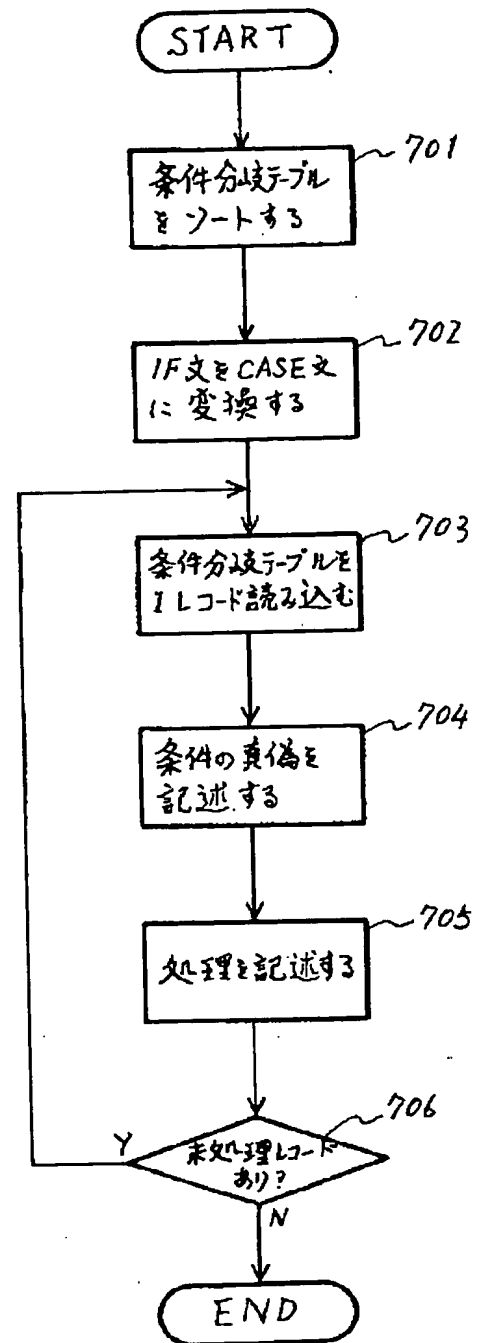 START
701
条件分岐テーブル
をソートする
702
IF文をCASE文
に変換する
703
条件分岐テーブルを
1レコード読み込む
704
条件の真偽を
記述する
705
処理を記述する
706
Y
未処理レコード
あり?
N
END